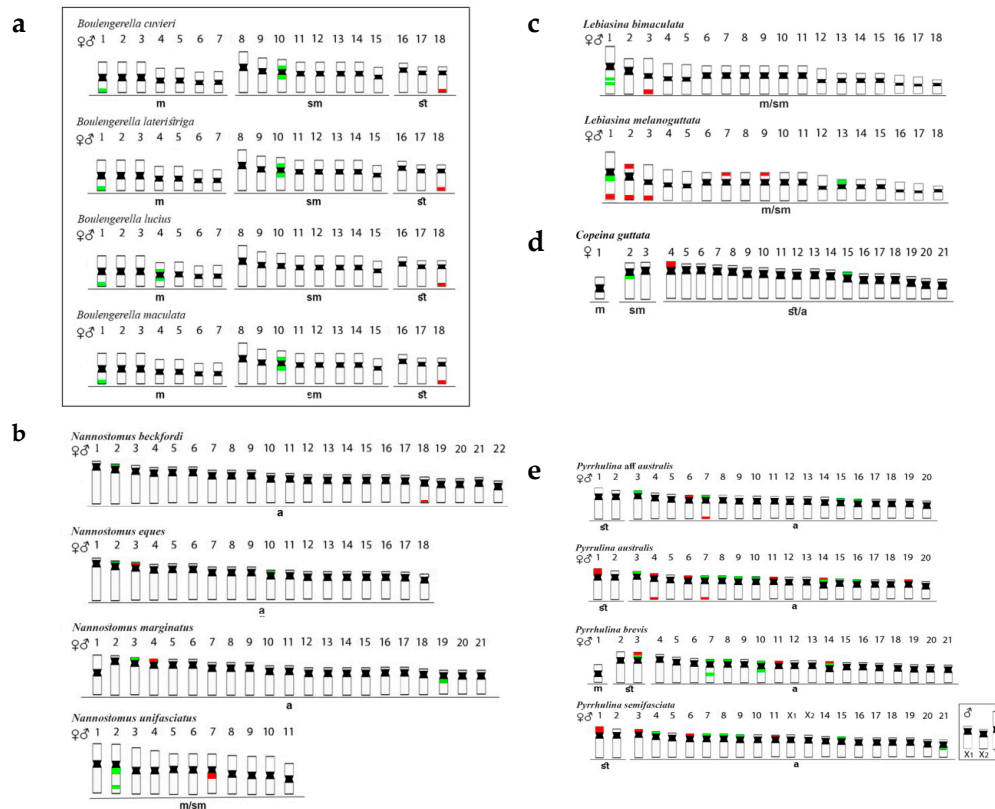 a
Boulengerella cuvieri
♀♂ 1 2 3 4 5 6 7 8 9 10 11 12 13 14 15 16 17 18
m sm st
Boulengerella lateristriga
♀♂ 1 2 3 4 5 6 7 8 9 10 11 12 13 14 15 16 17 18
m sm st
Boulengerella lucius
♀♂ 1 2 3 4 5 6 7 8 9 10 11 12 13 14 15 16 17 18
m sm st
Boulengerella maculata
♀♂ 1 2 3 4 5 6 7 8 9 10 11 12 13 14 15 16 17 18
m sm st
b
Nannostomus beckfordi
♀♂ 1 2 3 4 5 6 7 8 9 10 11 12 13 14 15 16 17 18 19 20 21 22
a
Nannostomus eques
♀♂ 1 2 3 4 5 6 7 8 9 10 11 12 13 14 15 16 17 18
a
Nannostomus marginatus
♀♂ 1 2 3 4 5 6 7 8 9 10 11 12 13 14 15 16 17 18 19 20 21
a
Nannostomus unifasciatus
♀♂ 1 2 3 4 5 6 7 8 9 10 11
m/sm
c
Lebiasina bimaculata
♀♂ 1 2 3 4 5 6 7 8 9 10 11 12 13 14 15 16 17 18
m/sm
Lebiasina melanoguttata
♀♂ 1 2 3 4 5 6 7 8 9 10 11 12 13 14 15 16 17 18
m/sm
d
Copeina guttata
♀ 1 2 3 4 5 6 7 8 9 10 11 12 13 14 15 16 17 18 19 20 21
m sm st/a
e
Pyrrhulina aff australis
♀♂ 1 2 3 4 5 6 7 8 9 10 11 12 13 14 15 16 17 18 19 20
st a
Pyrrulina australis
♀♂ 1 2 3 4 5 6 7 8 9 10 11 12 13 14 15 16 17 18 19 20
st a
Pyrrhulina brevis
♀♂ 1 2 3 4 5 6 7 8 9 10 11 12 13 14 15 16 17 18 19 20 21
m st a
Pyrrhulina semifasciata
♀♂ 1 2 3 4 5 6 7 8 9 10 11 X1 X2 14 15 16 17 18 19 20 21
st a
♂
X1 X2